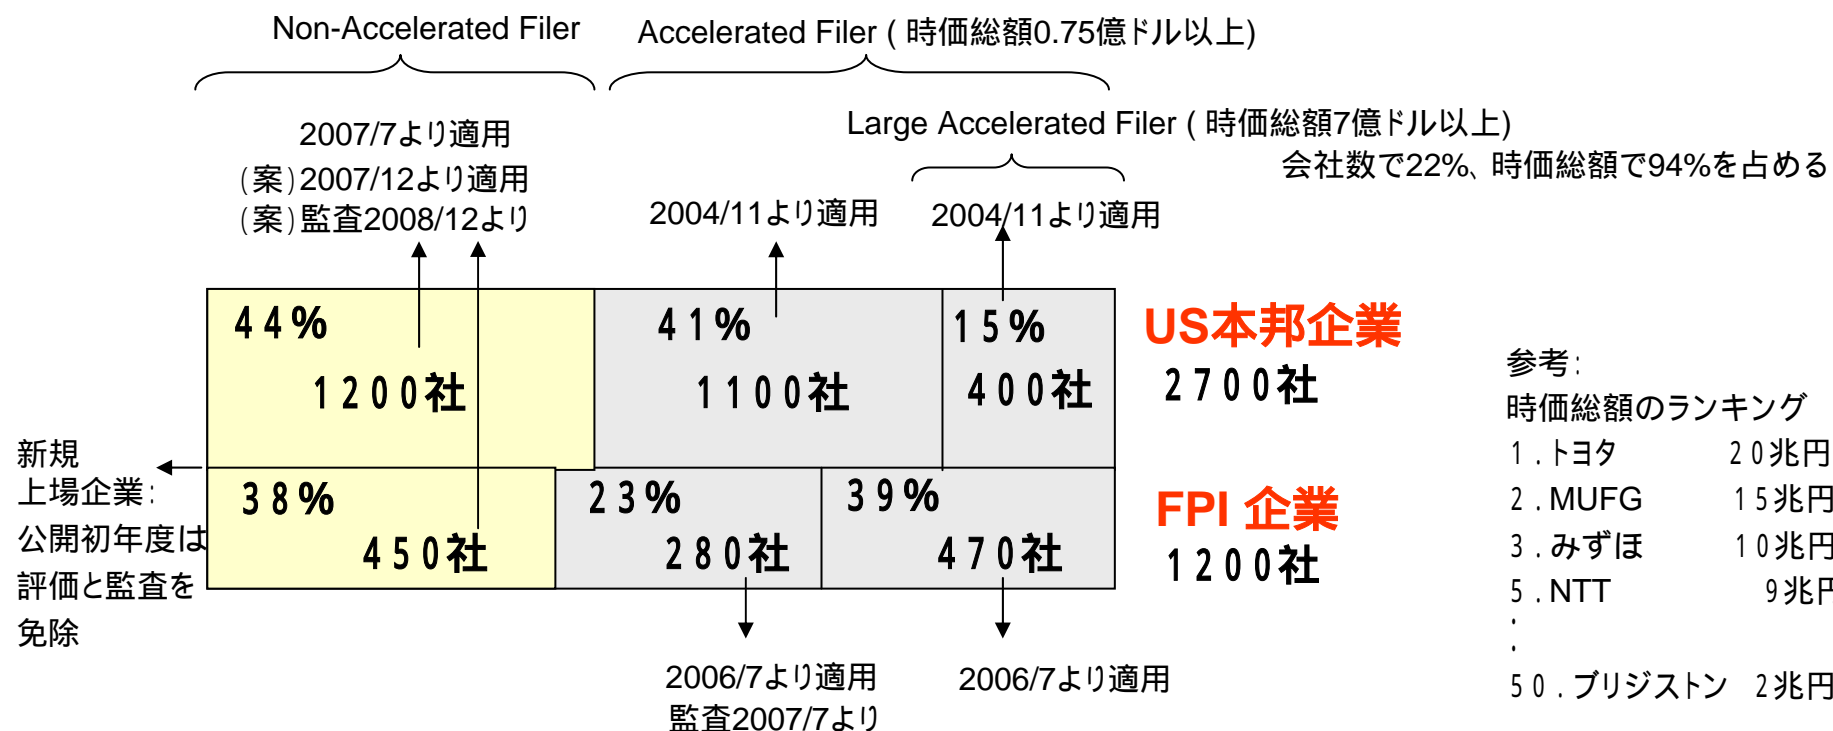 Non-Accelerated Filer
Accelerated Filer ( 時価総額0.75億ドル以上)
2007/7より適用
(案)2007/12より適用
(案)監査2008/12より
Large Accelerated Filer ( 時価総額7億ドル以上)
会社数で22%、時価総額で94%を占める
2004/11より適用
2004/11より適用
44%
1200社
41%
1100社
15%
400社
US本邦企業
2700社
38%
450社
23%
280社
39%
470社
FPI 企業
1200社
新規
上場企業:
公開初年度は
評価と監査を
免除
2006/7より適用
監査2007/7より
2006/7より適用
参考:
時価総額のランキング
1.トヨタ 20兆円
2.MUFG 15兆円
3.みずほ 10兆円
5.NTT 9兆円
・
・
50.ブリジストン 2兆円